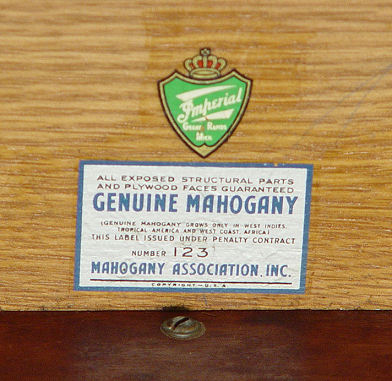 Imperial
Grand Rapids
Mich.
ALL EXPOSED STRUCTURAL PARTS
AND PLYWOOD FACES GUARANTEED
GENUINE MAHOGANY
(GENUINE MAHOGANY GROWS ONLY IN WEST INDIES,
TROPICAL AMERICA AND WEST COAST, AFRICA)
THIS LABEL ISSUED UNDER PENALTY CONTRACT
NUMBER 123
MAHOGANY ASSOCIATION, INC.
COPYRIGHT - U.S.A